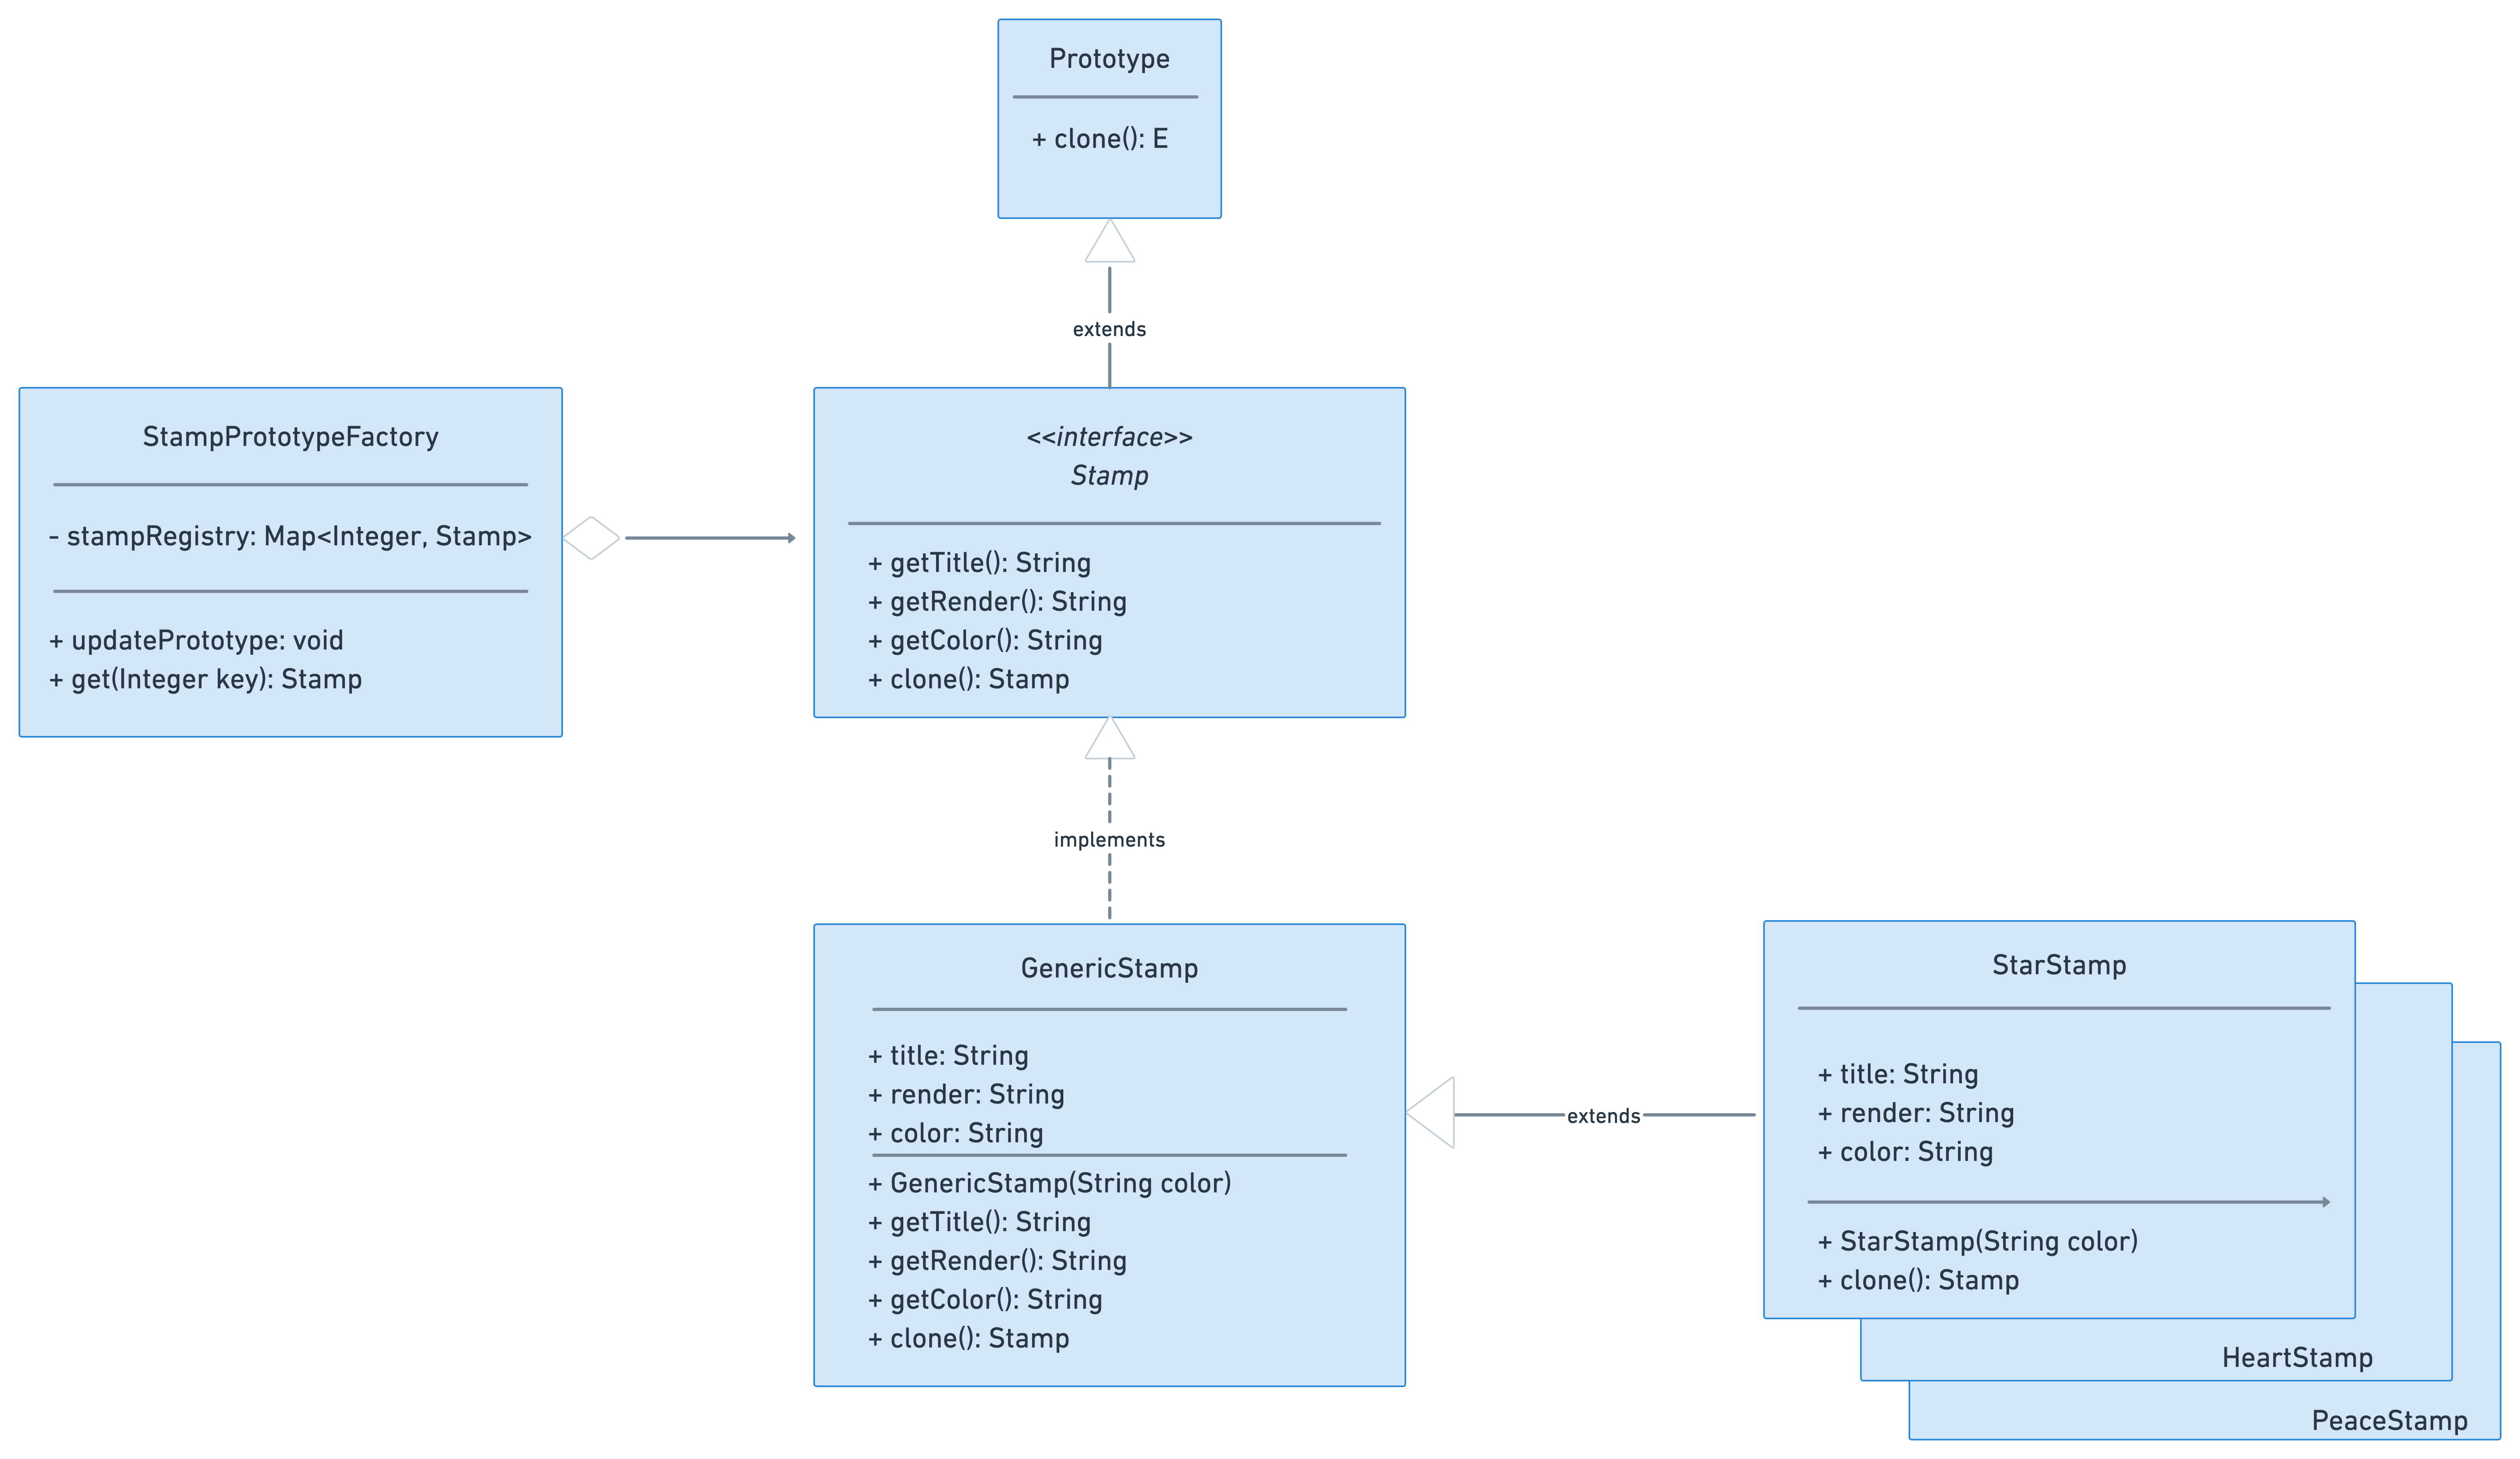 Prototype
+ clone(): E
extends
StampPrototypeFactory
- stampRegistry: Map<Integer, Stamp>
+ updatePrototype: void
+ get(Integer key): Stamp
<<interface>>
Stamp
+ getTitle(): String
+ getRender(): String
+ getColor(): String
+ clone(): Stamp
implements
GenericStamp
+ title: String
+ render: String
+ color: String
+ GenericStamp(String color)
+ getTitle(): String
+ getRender(): String
+ getColor(): String
+ clone(): Stamp
extends
StarStamp
+ title: String
+ render: String
+ color: String
+ StarStamp(String color)
+ clone(): Stamp
HeartStamp
PeaceStamp